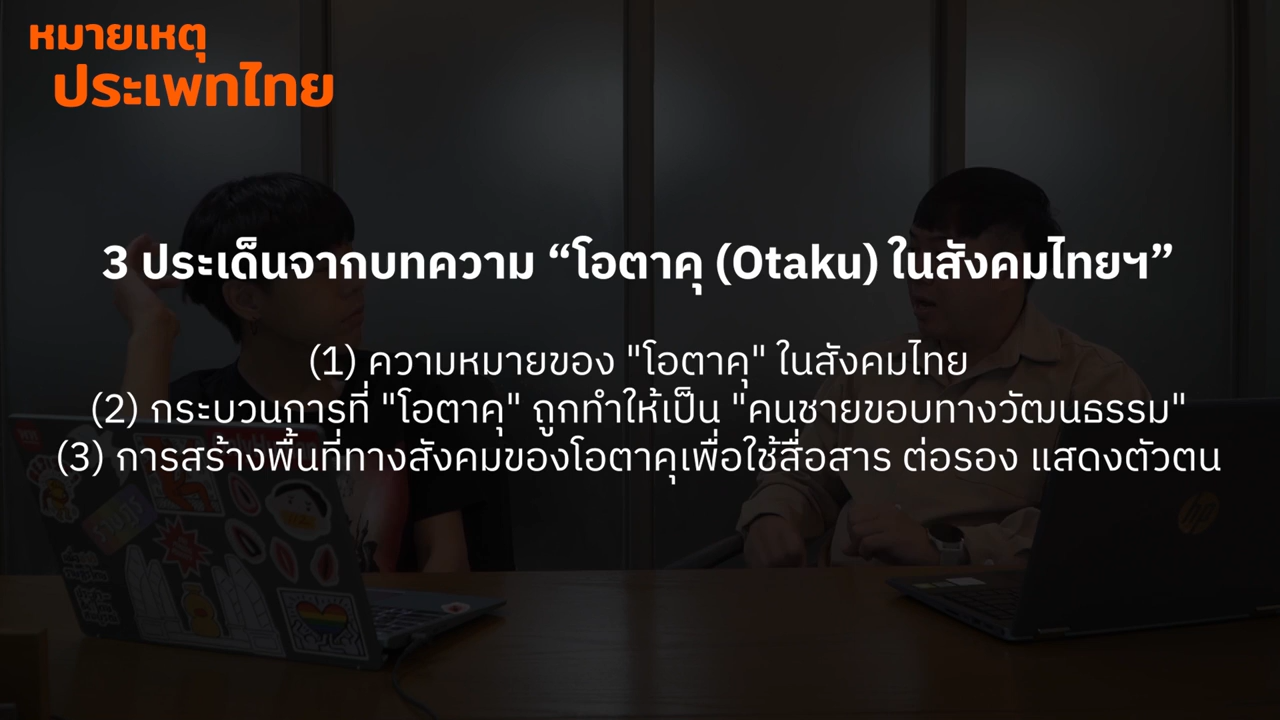 หมายเหตุ
ประเพทไทย
3 ประเด็นจากบทความ “โอตาคุ (Otaku) ในสังคมไทยฯ”
(1) ความหมายของ "โอตาคุ" ในสังคมไทย
(2) กระบวนการที่ "โอตาคุ" ถูกทำให้เป็น "คนชายขอบทางวัฒนธรรม"
(3) การสร้างพื้นที่ทางสังคมของโอตาคุเพื่อใช้สื่อสาร ต่อรอง แสดงตัวตน
hp